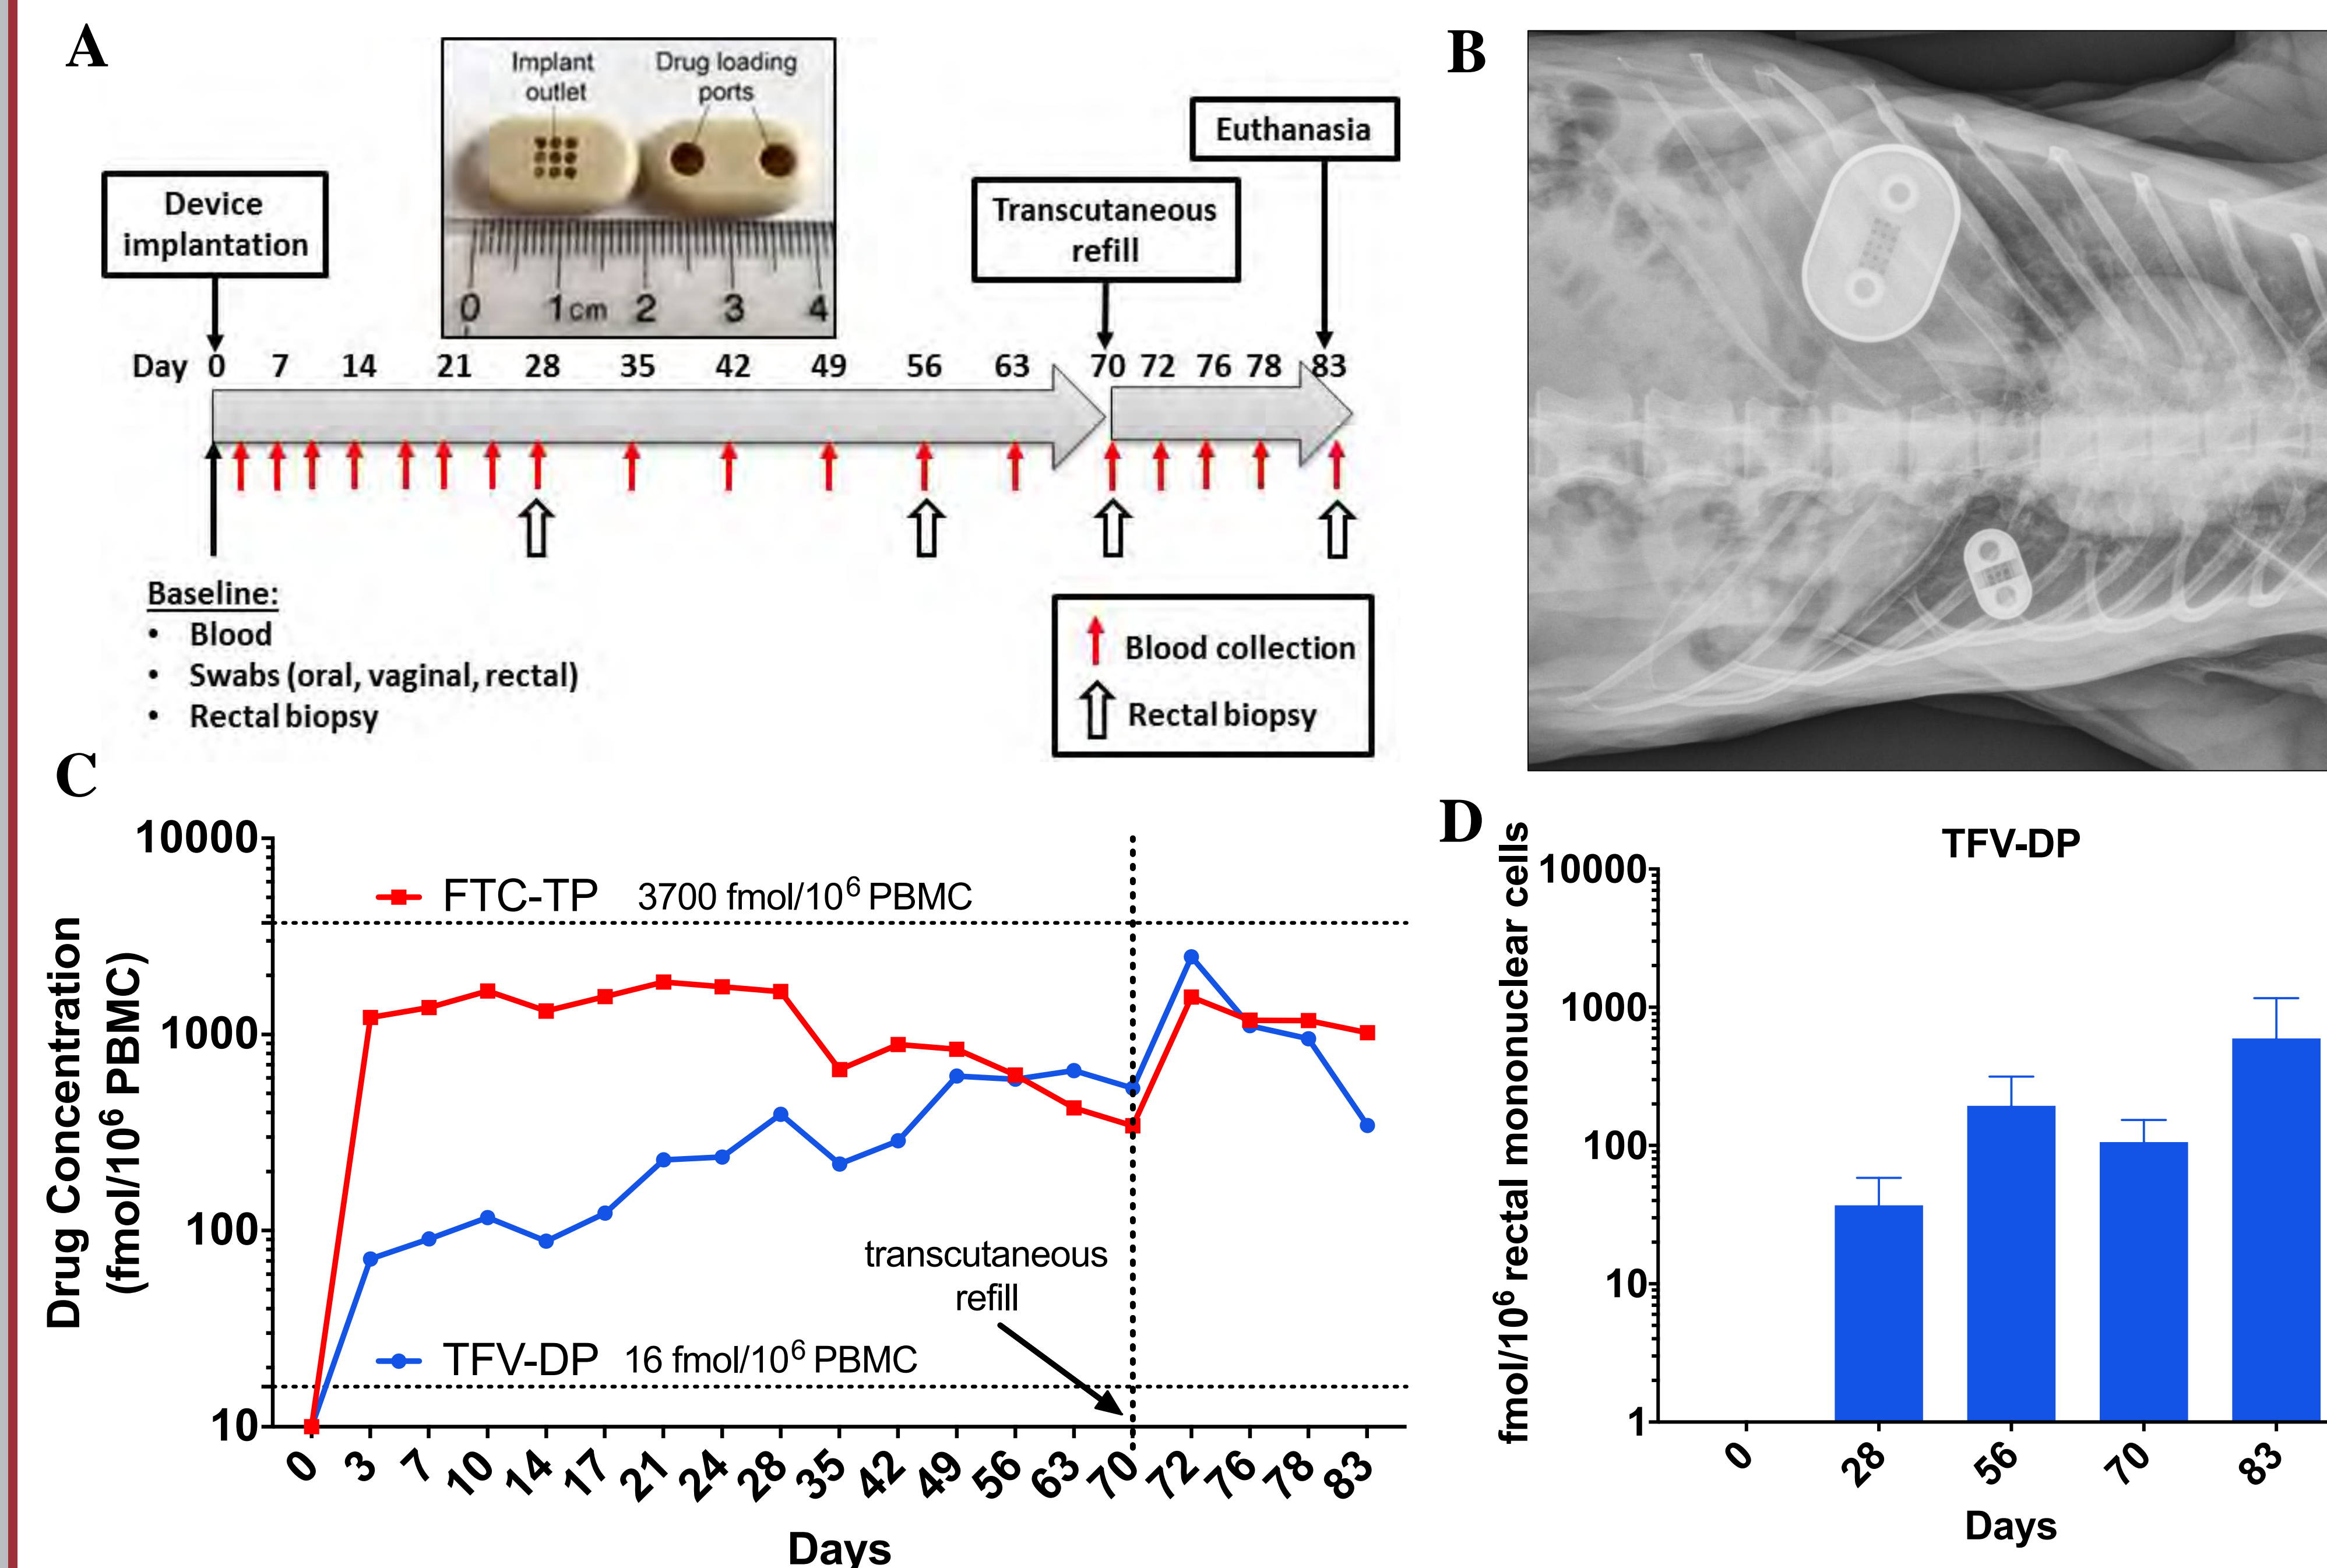 A
Implant
outlet
Drug loading
ports
0 1 cm 2 3 4
Device
implantation
Transcutaneous
refill
Euthanasia
Day 0 7 14 21 28 35 42 49 56 63 70 72 76 78 83
Baseline:
• Blood
• Swabs (oral, vaginal, rectal)
• Rectal biopsy
Blood collection
Rectal biopsy
B
C
Drug Concentration
(fmol/10⁶ PBMC)
10000
1000
100
10
FTC-TP 3700 fmol/10⁶ PBMC
transcutaneous
refill
TFV-DP 16 fmol/10⁶ PBMC
0 3 7 10 14 17 21 24 28 35 42 49 56 63 70 72 76 78 83
Days
D
TFV-DP
fmol/10⁶ rectal mononuclear cells
10000
1000
100
10
1
0 28 56 70 83
Days